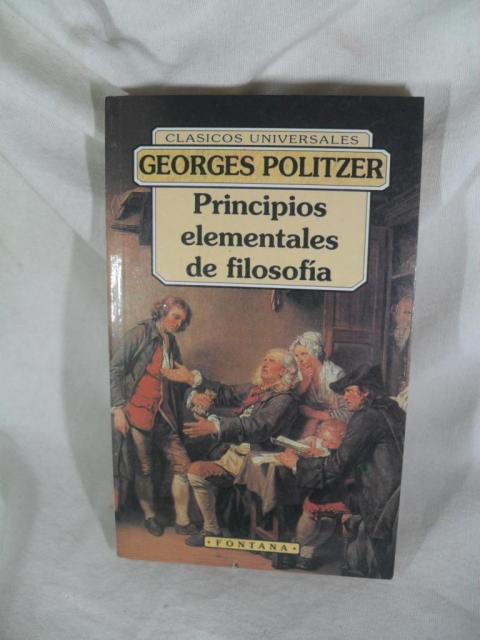 CLASICOS UNIVERSALES
GEORGES POLITZER
Principios
elementales
de filosofía
• FONTANA •